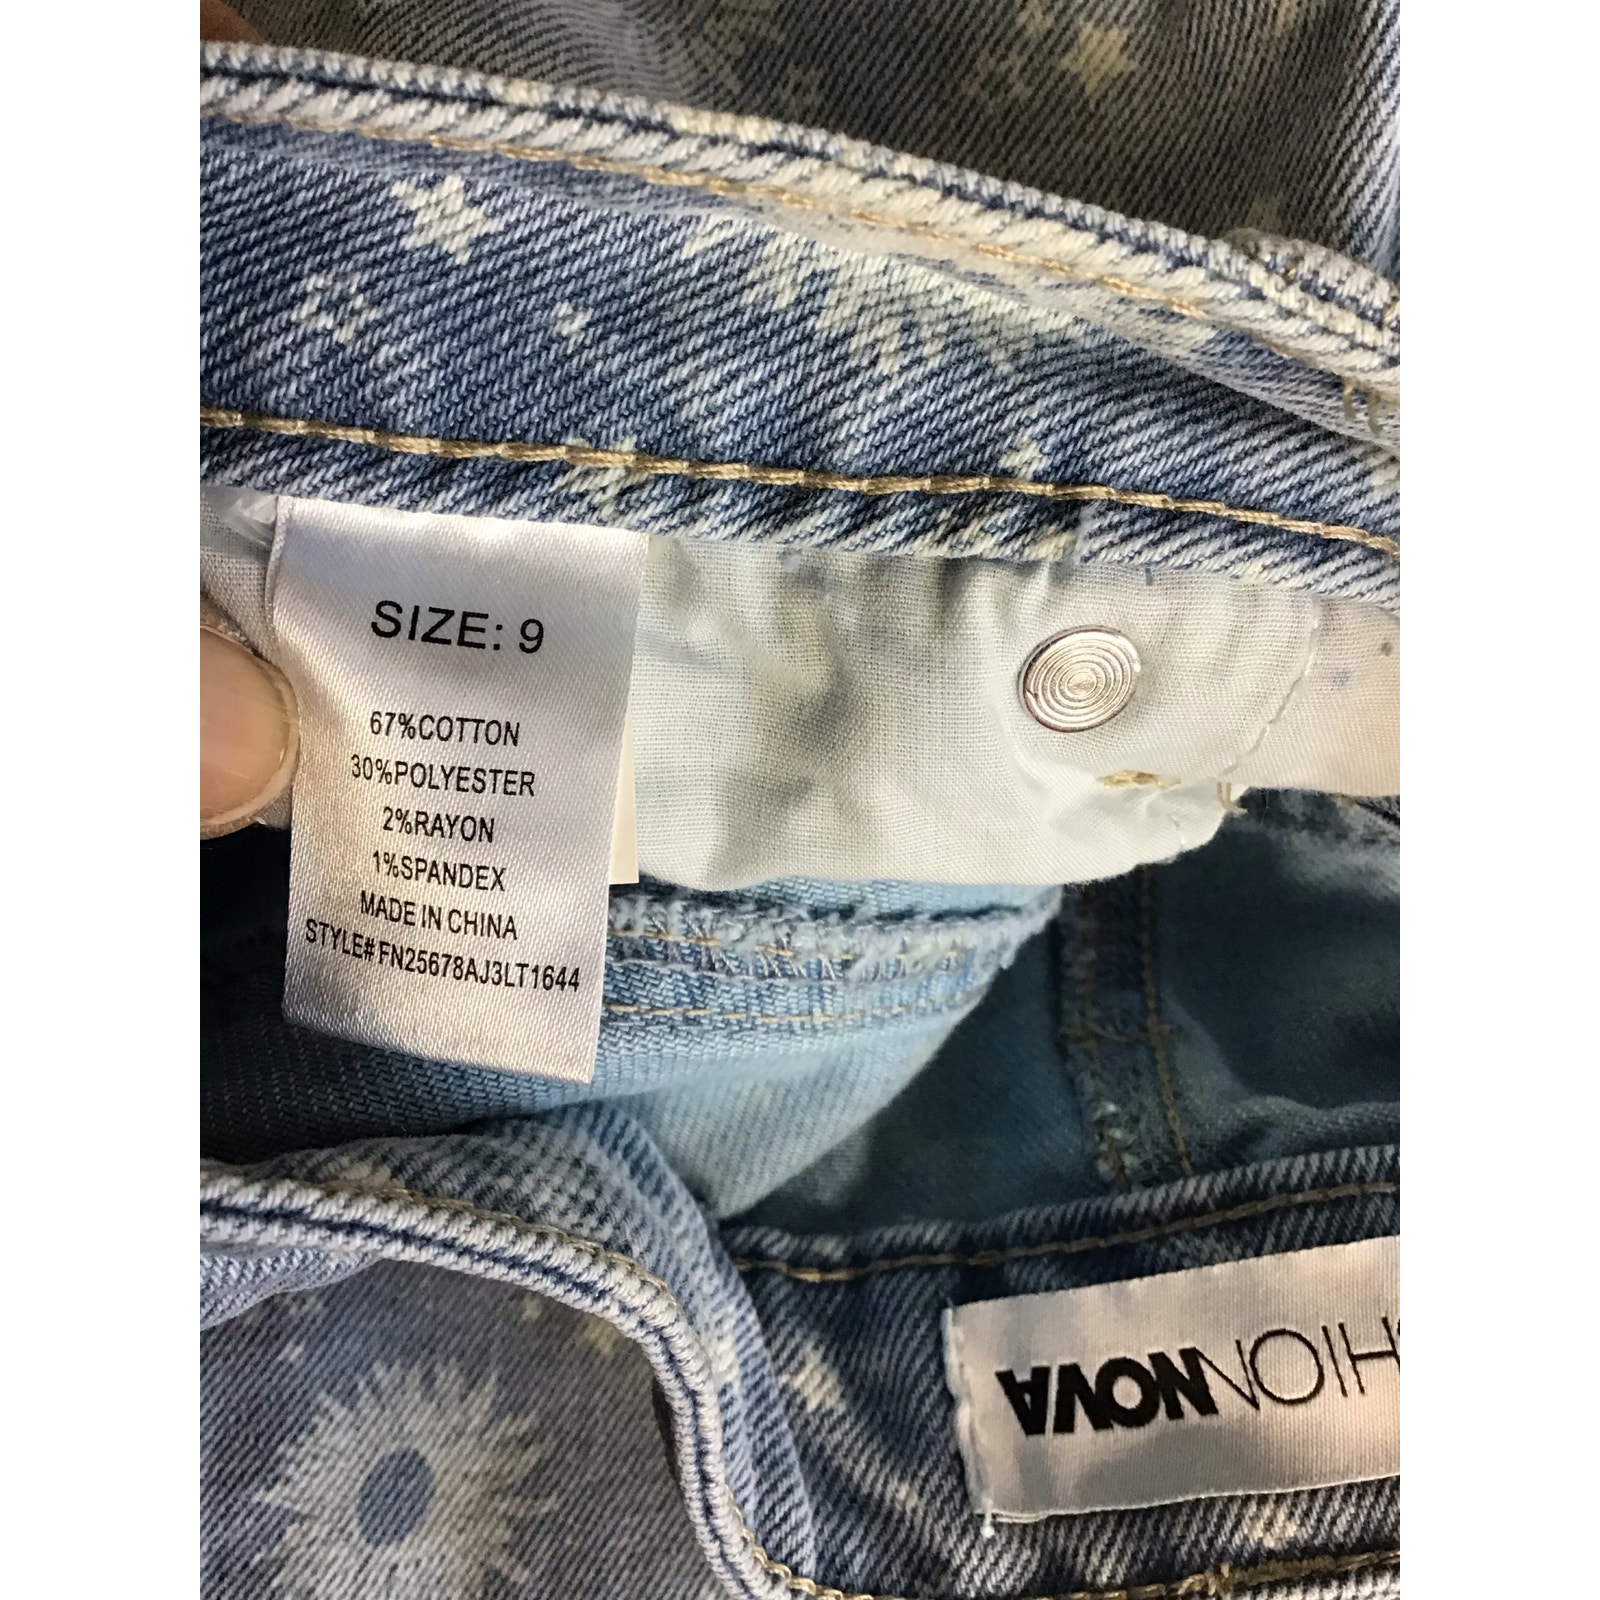 SIZE: 9
67%COTTON
30%POLYESTER
2%RAYON
1%SPANDEX
MADE IN CHINA
STYLE#FN25678AJ3LT1644
HIONNOVA